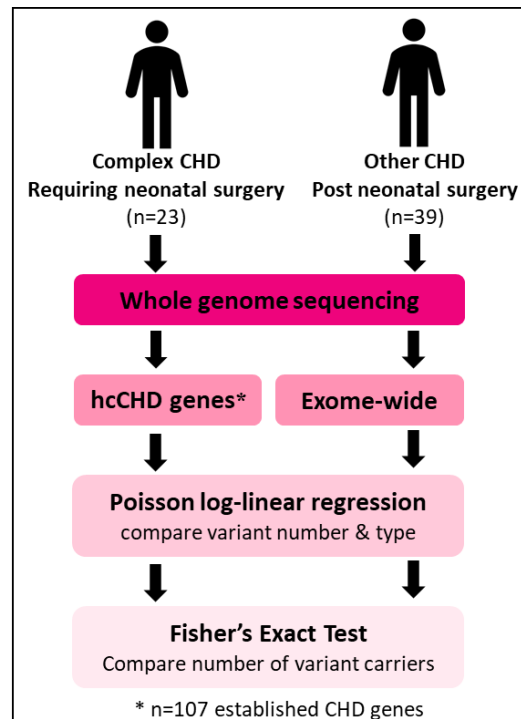 Complex CHD
Requiring neonatal surgery
(n=23)
Other CHD
Post neonatal surgery
(n=39)
Whole genome sequencing
hcCHD genes*
Exome-wide
Poisson log-linear regression
compare variant number & type
Fisher's Exact Test
Compare number of variant carriers
* n=107 established CHD genes